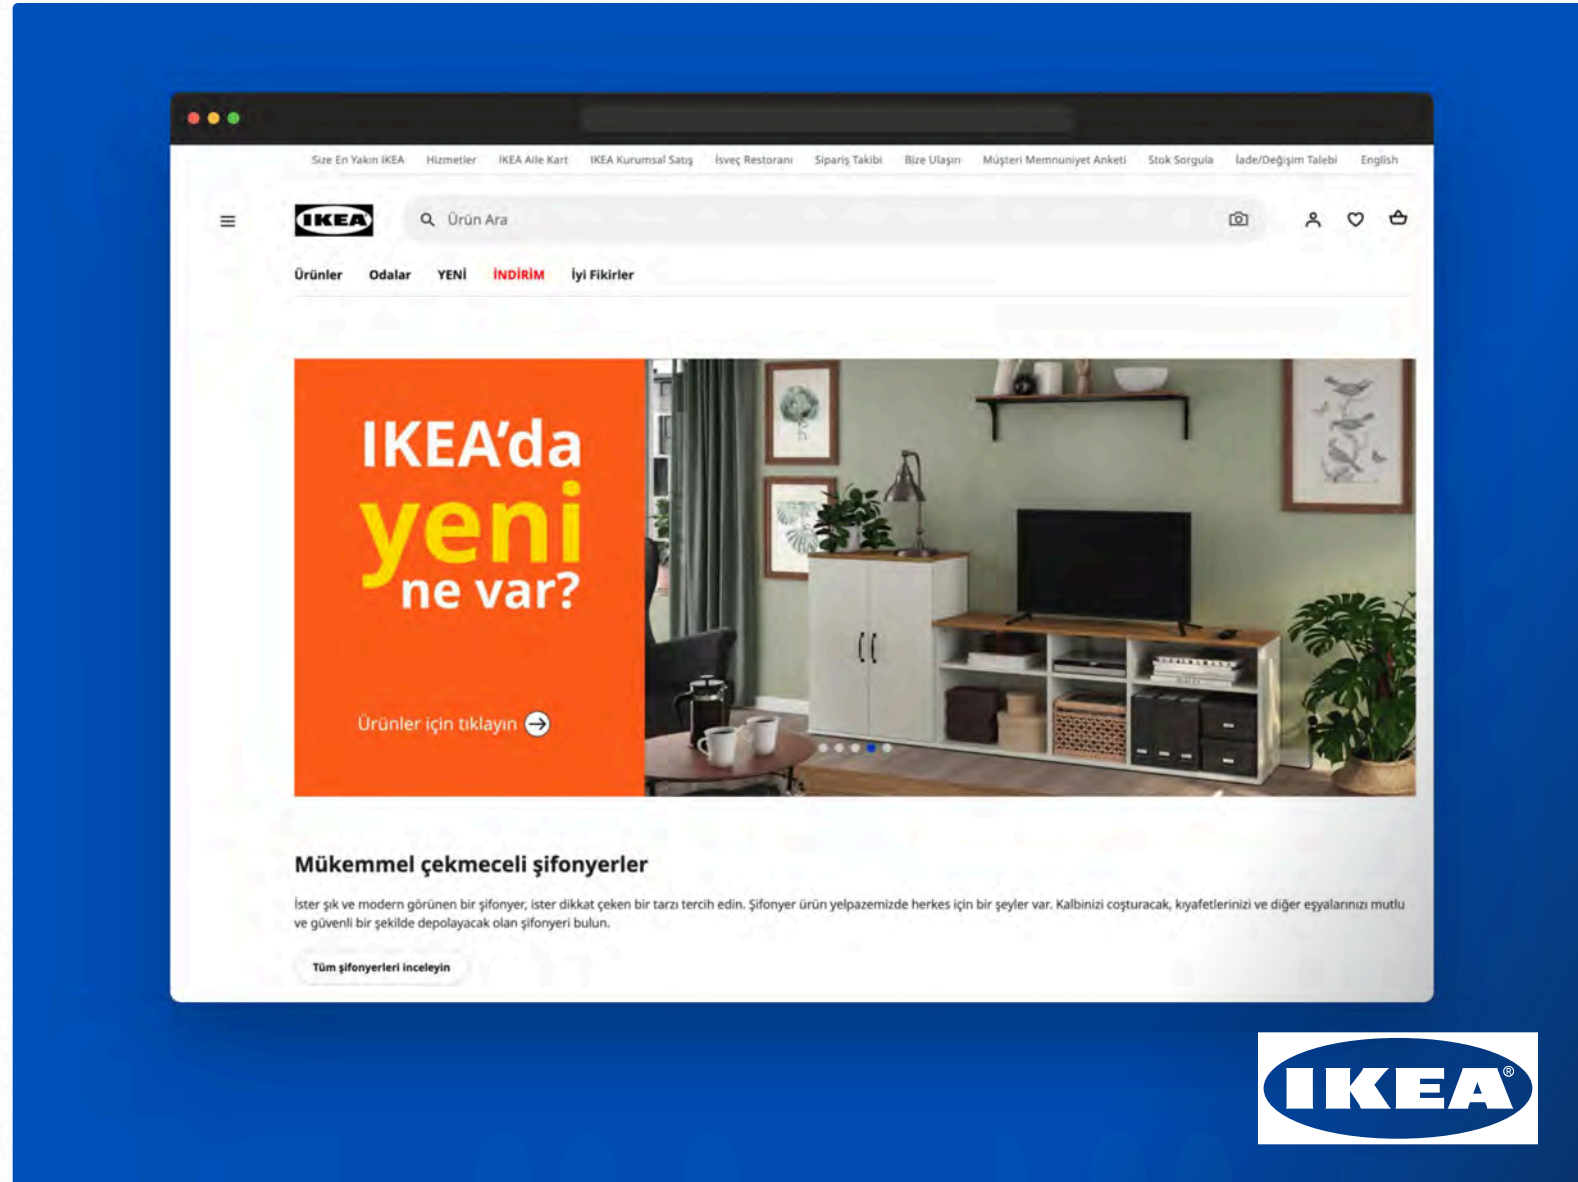 Size En Yakın IKEA Hizmetler IKEA Aile Kart IKEA Kurumsal Satış İsveç Restoranı Sipariş Takibi Bize Ulaşın Müşteri Memnuniyet Anketi Stok Sorgula İade/Değişim Talebi English
IKEA Ürün Ara
Ürünler Odalar YENİ İNDİRİM İyi Fikirler
IKEA'da
yeni
ne var?
Ürünler için tıklayın
Mükemmel çekmeceli şifonyerler
İster şık ve modern görünen bir şifonyer, ister dikkat çeken bir tarzı tercih edin. Şifonyer ürün yelpazemizde herkes için bir şeyler var. Kalbinizi coşturacak, kıyafetlerinizi ve diğer eşyalarınızı mutlu
ve güvenli bir şekilde depolayacak olan şifonyeri bulun.
Tüm şifonyerleri inceleyin
IKEA®